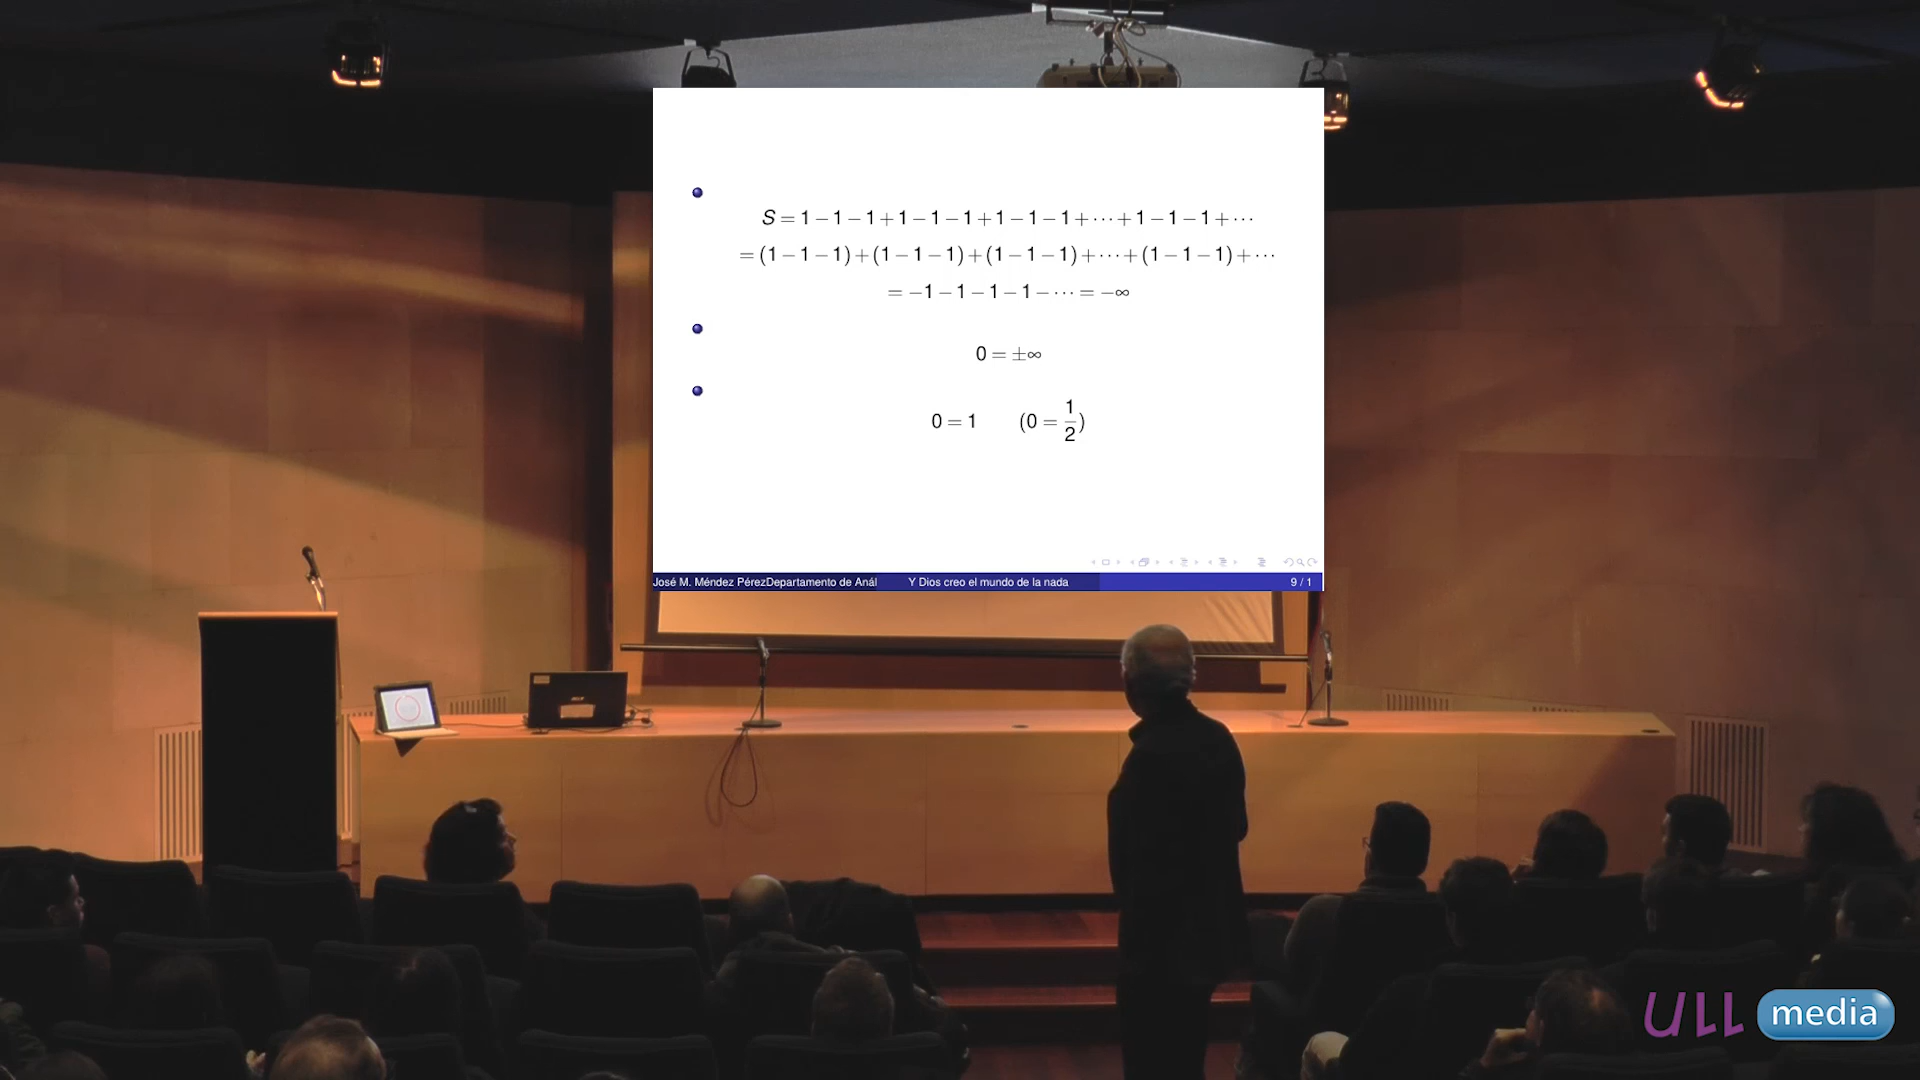 S = 1 − 1 − 1 + 1 − 1 − 1 + 1 − 1 − 1 + ⋯ + 1 − 1 − 1 + ⋯
= (1 − 1 − 1) + (1 − 1 − 1) + (1 − 1 − 1) + ⋯ + (1 − 1 − 1) + ⋯
= −1 − 1 − 1 − 1 − ⋯ = −∞
0 = ±∞
0 = 1 (0 = 1/2)
José M. Méndez PérezDepartamento de Anál Y Dios creo el mundo de la nada 9 / 1
ULL media